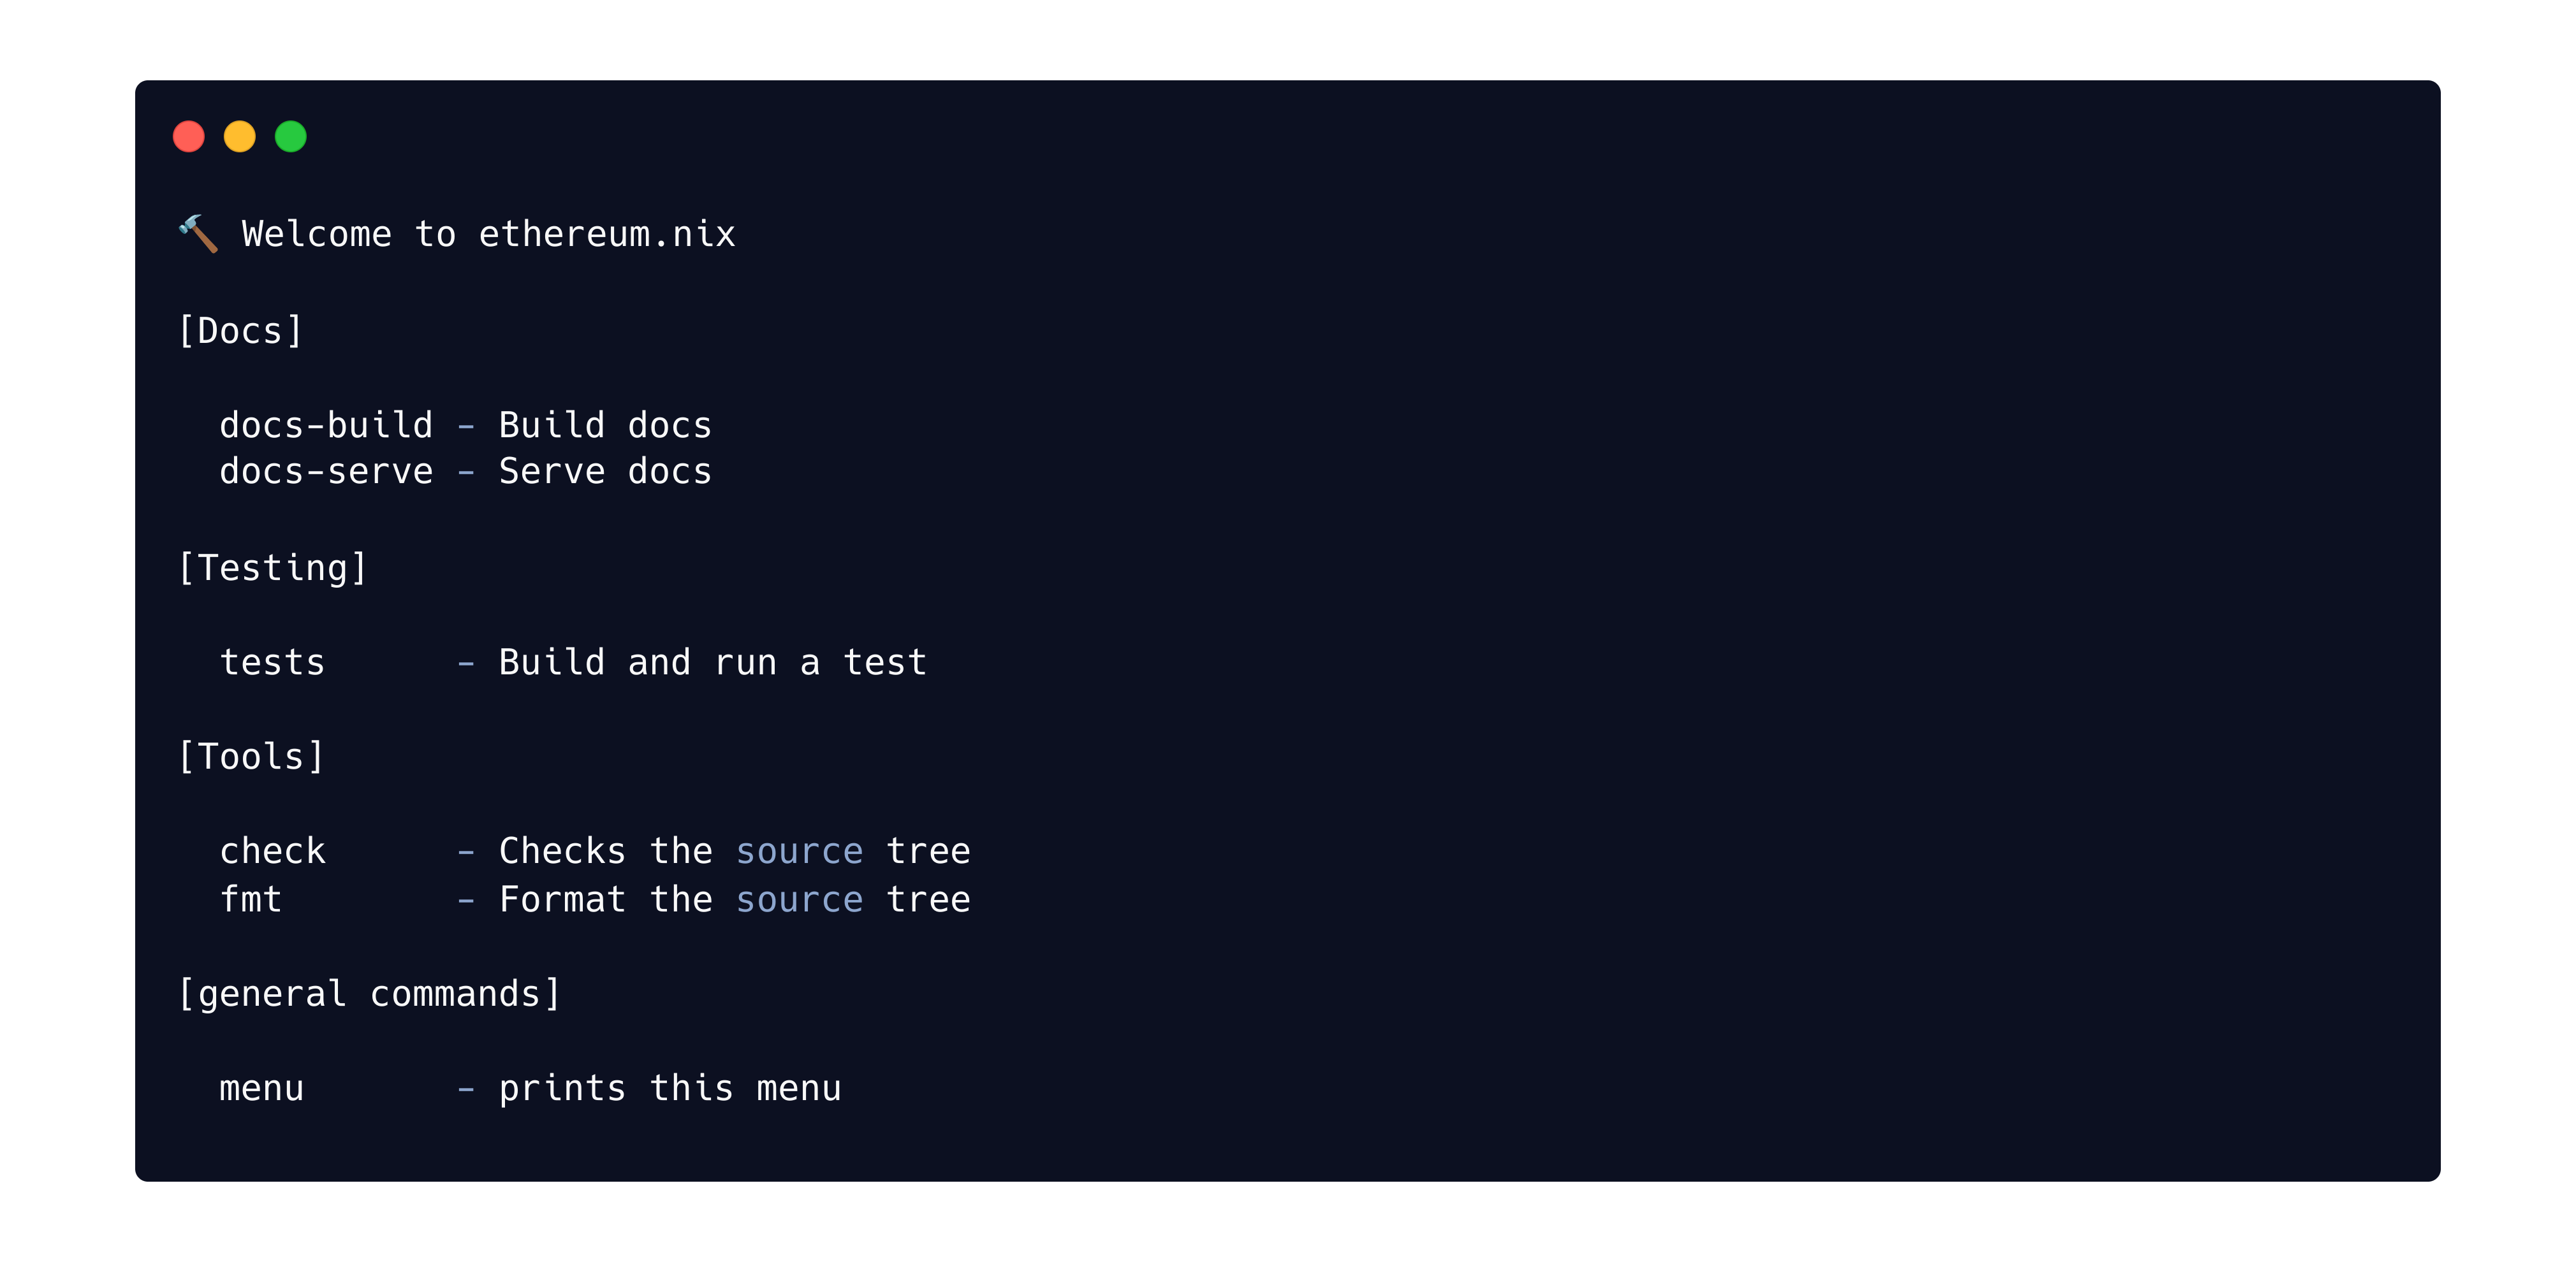 🔨 Welcome to ethereum.nix
[Docs]
docs-build - Build docs
docs-serve - Serve docs
[Testing]
tests - Build and run a test
[Tools]
check - Checks the source tree
fmt - Format the source tree
[general commands]
menu - prints this menu